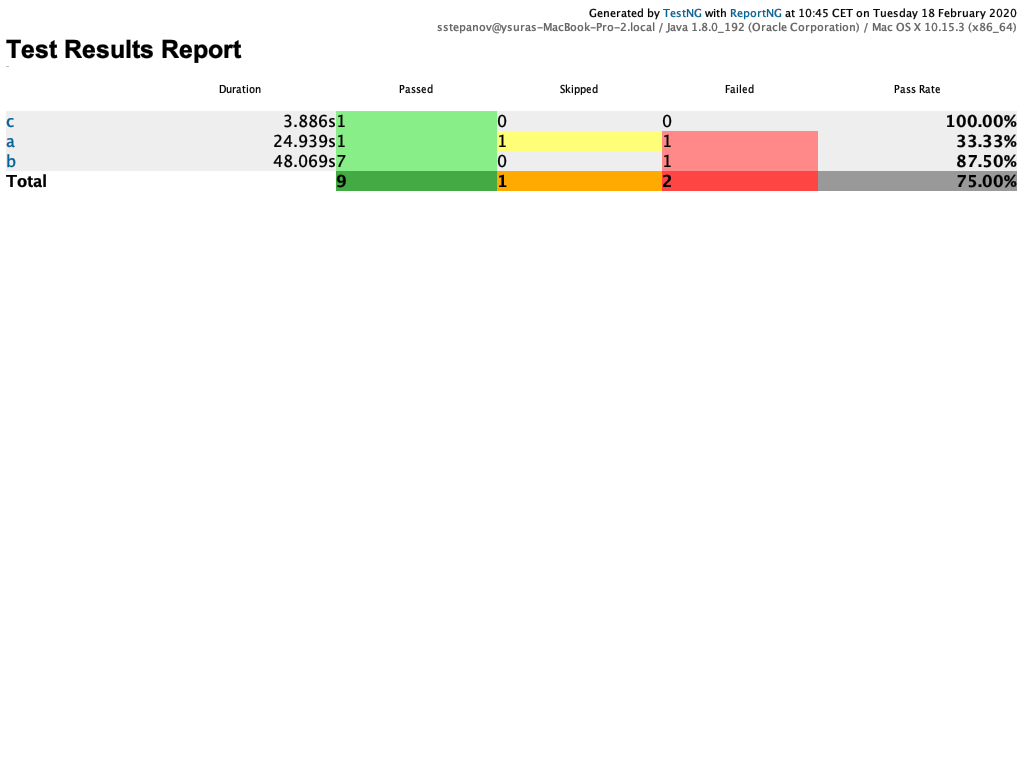 Generated by TestNG with ReportNG at 10:45 CET on Tuesday 18 February 2020
sstepanov@ysuras-MacBook-Pro-2.local / Java 1.8.0_192 (Oracle Corporation) / Mac OS X 10.15.3 (x86_64)
Test Results Report
Duration Passed Skipped Failed Pass Rate
c 3.886s 1 0 0 100.00%
a 24.939s 1 1 1 33.33%
b 48.069s 7 0 1 87.50%
Total 9 1 2 75.00%